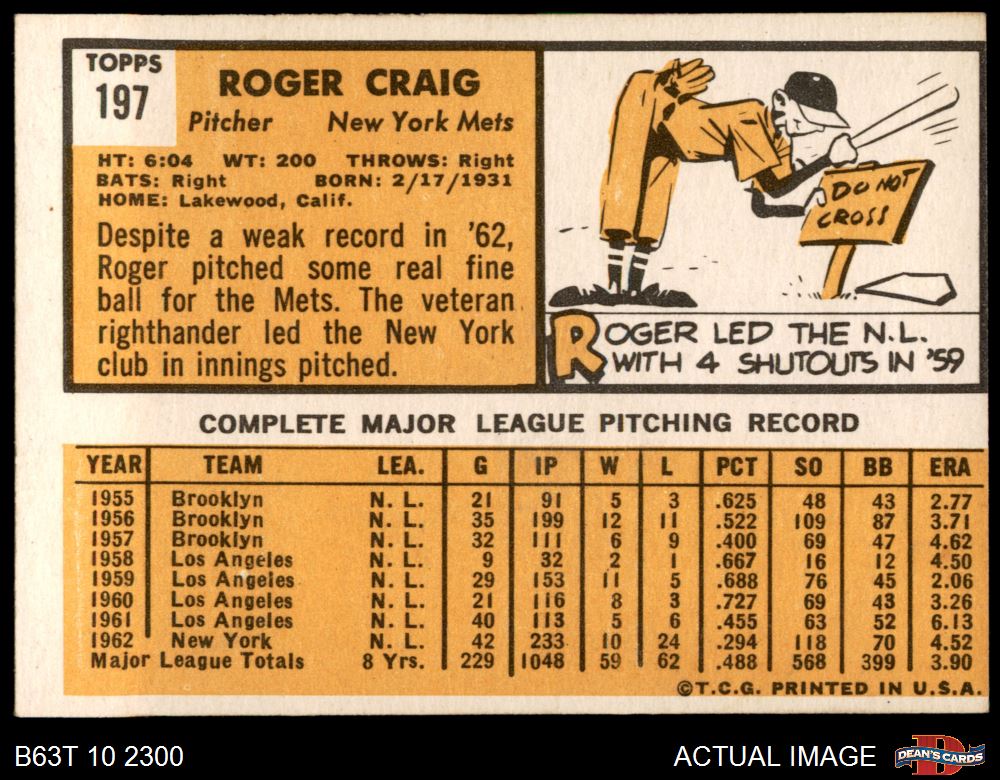 TOPPS
197
ROGER CRAIG
Pitcher New York Mets
HT: 6:04 WT: 200 THROWS: Right
BATS: Right BORN: 2/17/1931
HOME: Lakewood, Calif.
Despite a weak record in '62,
Roger pitched some real fine
ball for the Mets. The veteran
righthander led the New York
club in innings pitched.
DO NOT
CROSS
ROGER LED THE N.L.
WITH 4 SHUTOUTS IN '59
COMPLETE MAJOR LEAGUE PITCHING RECORD
YEAR TEAM LEA. G IP W L PCT SO BB ERA
1955 Brooklyn N. L. 21 91 5 3 .625 48 43 2.77
1956 Brooklyn N. L. 35 199 12 11 .522 109 87 3.71
1957 Brooklyn N. L. 32 111 6 9 .400 69 47 4.62
1958 Los Angeles N. L. 9 32 2 1 .667 16 12 4.50
1959 Los Angeles N. L. 29 153 11 5 .688 76 45 2.06
1960 Los Angeles N. L. 21 116 8 3 .727 69 43 3.26
1961 Los Angeles N. L. 40 113 5 6 .455 63 52 6.13
1962 New York N. L. 42 233 10 24 .294 118 70 4.52
Major League Totals 8 Yrs. 229 1048 59 62 .488 568 399 3.90
©T.C.G. PRINTED IN U.S.A.
B63T 10 2300 ACTUAL IMAGE
D
DEAN'S CARDS